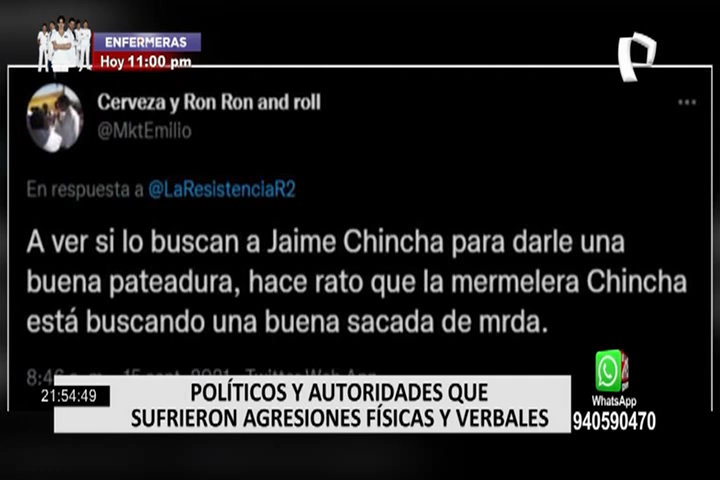 ENFERMERAS
Hoy 11:00 pm
Cerveza y Ron Ron and roll
@MktEmilio
En respuesta a @LaResistenciaR2
A ver si lo buscan a Jaime Chincha para darle una
buena pateadura, hace rato que la mermelera Chincha
está buscando una buena sacada de mrda.
21:54:49
POLÍTICOS Y AUTORIDADES QUE
SUFRIERON AGRESIONES FÍSICAS Y VERBALES
WhatsApp
940590470